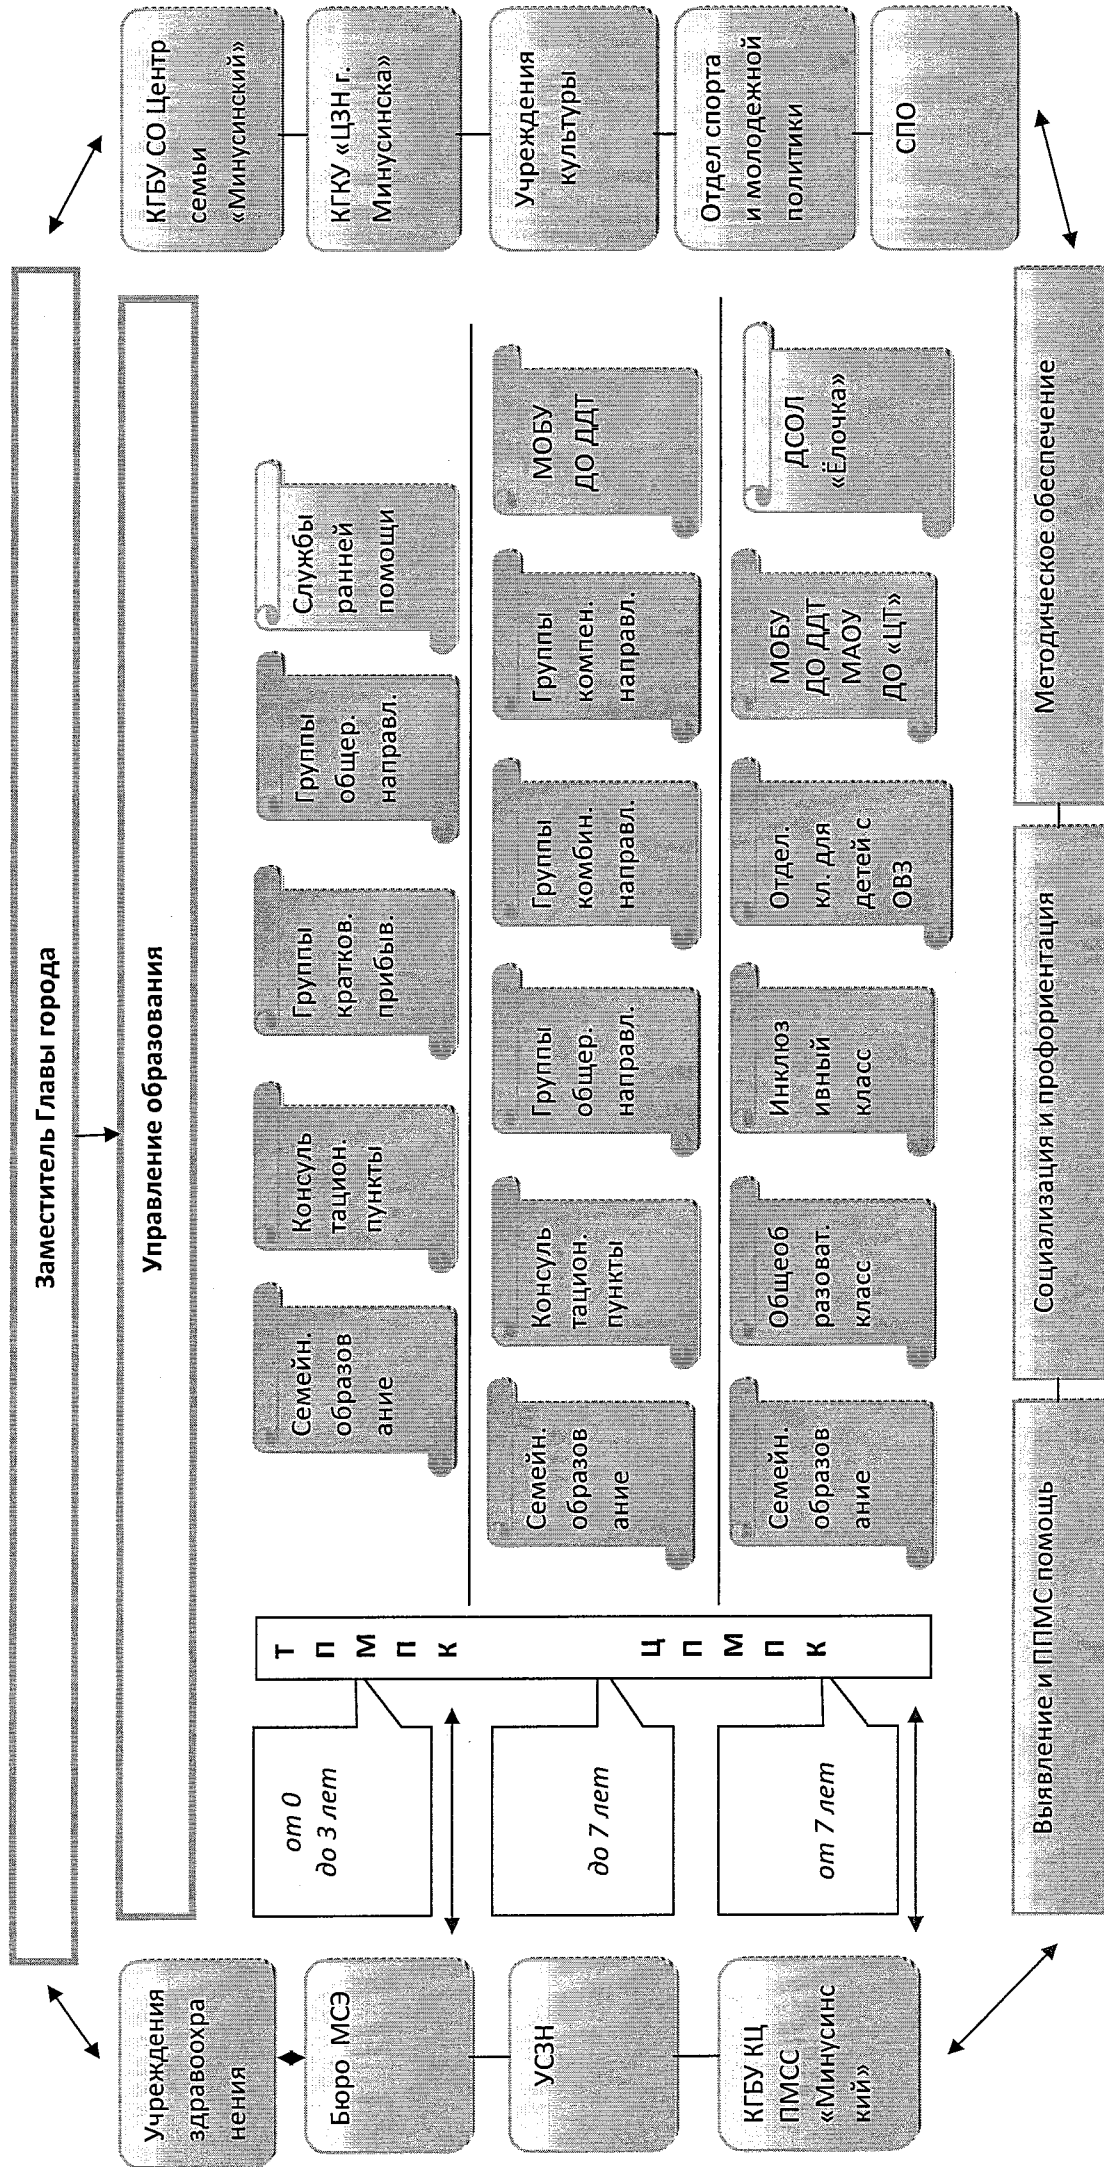 Заместитель Главы города
Управление образования
Учреждения
здравоохра
нения
Бюро МСЭ
УСЗН
КГБУ КЦ
ПМСС
«Минусинс
кий»
от 0
до 3 лет
до 7 лет
от 7 лет
Т
П
М
П
К
Ц
П
М
П
К
Семейн.
образов
ание
Консуль
тацион.
пункты
Группы
кратков.
прибыв.
Группы
общер.
направл.
Службы
ранней
помощи
Семейн.
образов
ание
Консуль
тацион.
пункты
Группы
общер.
направл.
Группы
комбин.
направл.
Группы
компен.
направл.
МОБУ
ДО ДДТ
Семейн.
образов
ание
Общеоб
разоват.
класс
Инклюз
ивный
класс
Отдел.
кл. для
детей с
ОВЗ
МОБУ
ДО ДДТ
МАОУ
ДО «ЦТ»
ДСОЛ
«Ёлочка»
КГБУ СО Центр
семьи
«Минусинский»
КГКУ «ЦЗН г.
Минусинска»
Учреждения
культуры
Отдел спорта
и молодежной
политики
СПО
Выявление и ППМС помощь
Социализация и профориентация
Методическое обеспечение